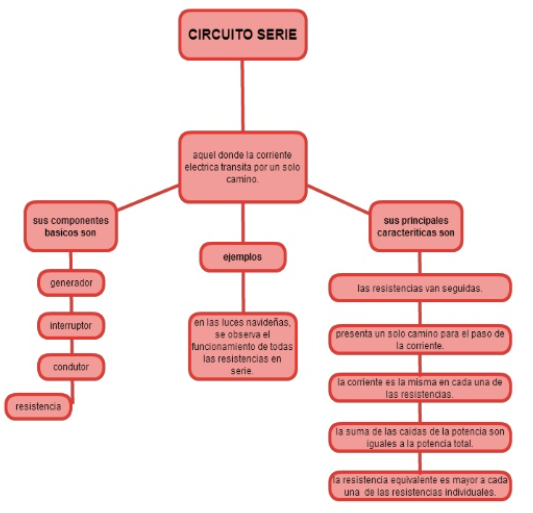 CIRCUITO SERIE
aquel donde la corriente
electrica transita por un solo
camino.
sus componentes
basicos son
generador
interruptor
condutor
resistencia
ejemplos
en las luces navideñas,
se observa el
funcionamiento de todas
las resistencias en
serie.
sus principales
caracteriticas son
las resistencias van seguidas.
presenta un solo camino para el paso de
la corriente.
la corriente es la misma en cada una de
las resistencias.
la suma de las caidas de la potencia son
iguales a la potencia total.
la resistencia equivalente es mayor a cada
una de las resistencias individuales.